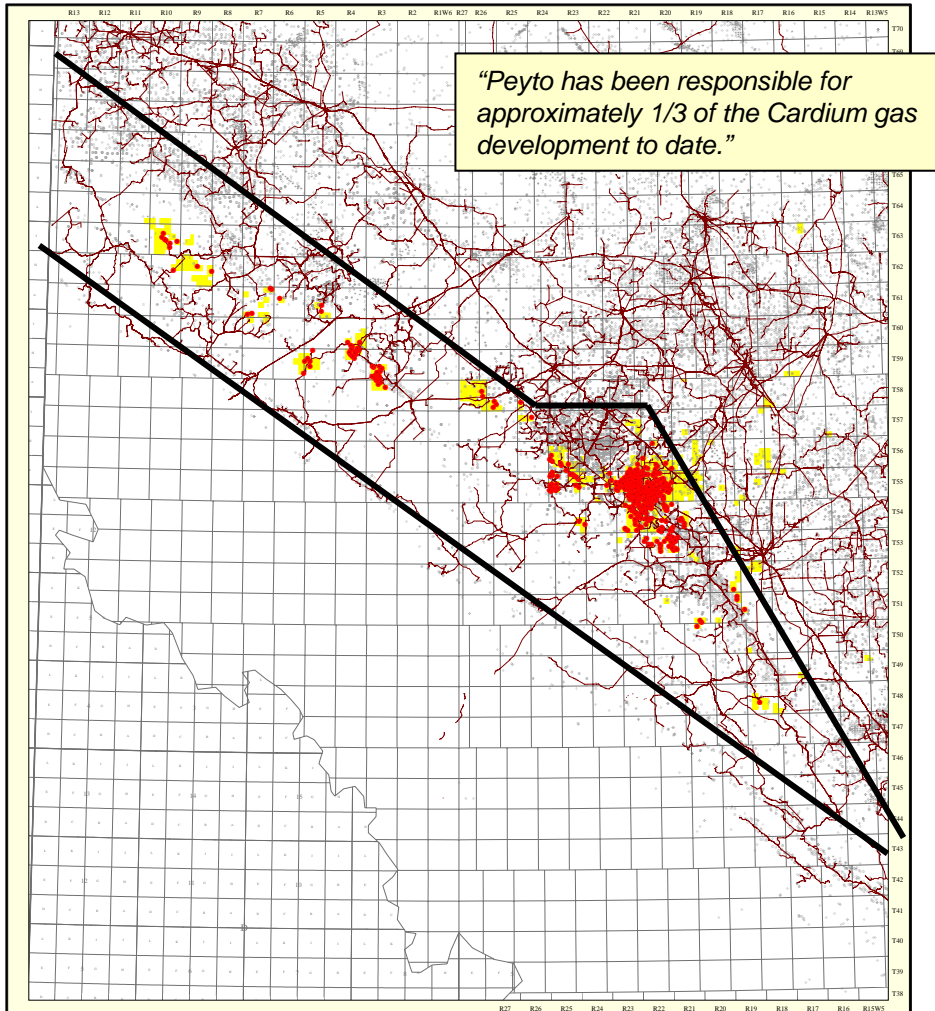 R13 R12 R11 R10 R9 R8 R7 R6 R5 R4 R3 R2 R1W6 R27 R26 R25 R24 R23 R22 R21 R20 R19 R18 R17 R16 R15 R14 R13W5
T70
“Peyto has been responsible for
approximately 1/3 of the Cardium gas
development to date.”
T65
T64
T63
T62
T61
T60
T59
T58
T57
T56
T55
T54
T53
T52
T51
T50
T49
T48
T47
T46
T45
T44
T43
T42
T41
T40
T39
T38
R27 R26 R25 R24 R23 R22 R21 R20 R19 R18 R17 R16 R15W5